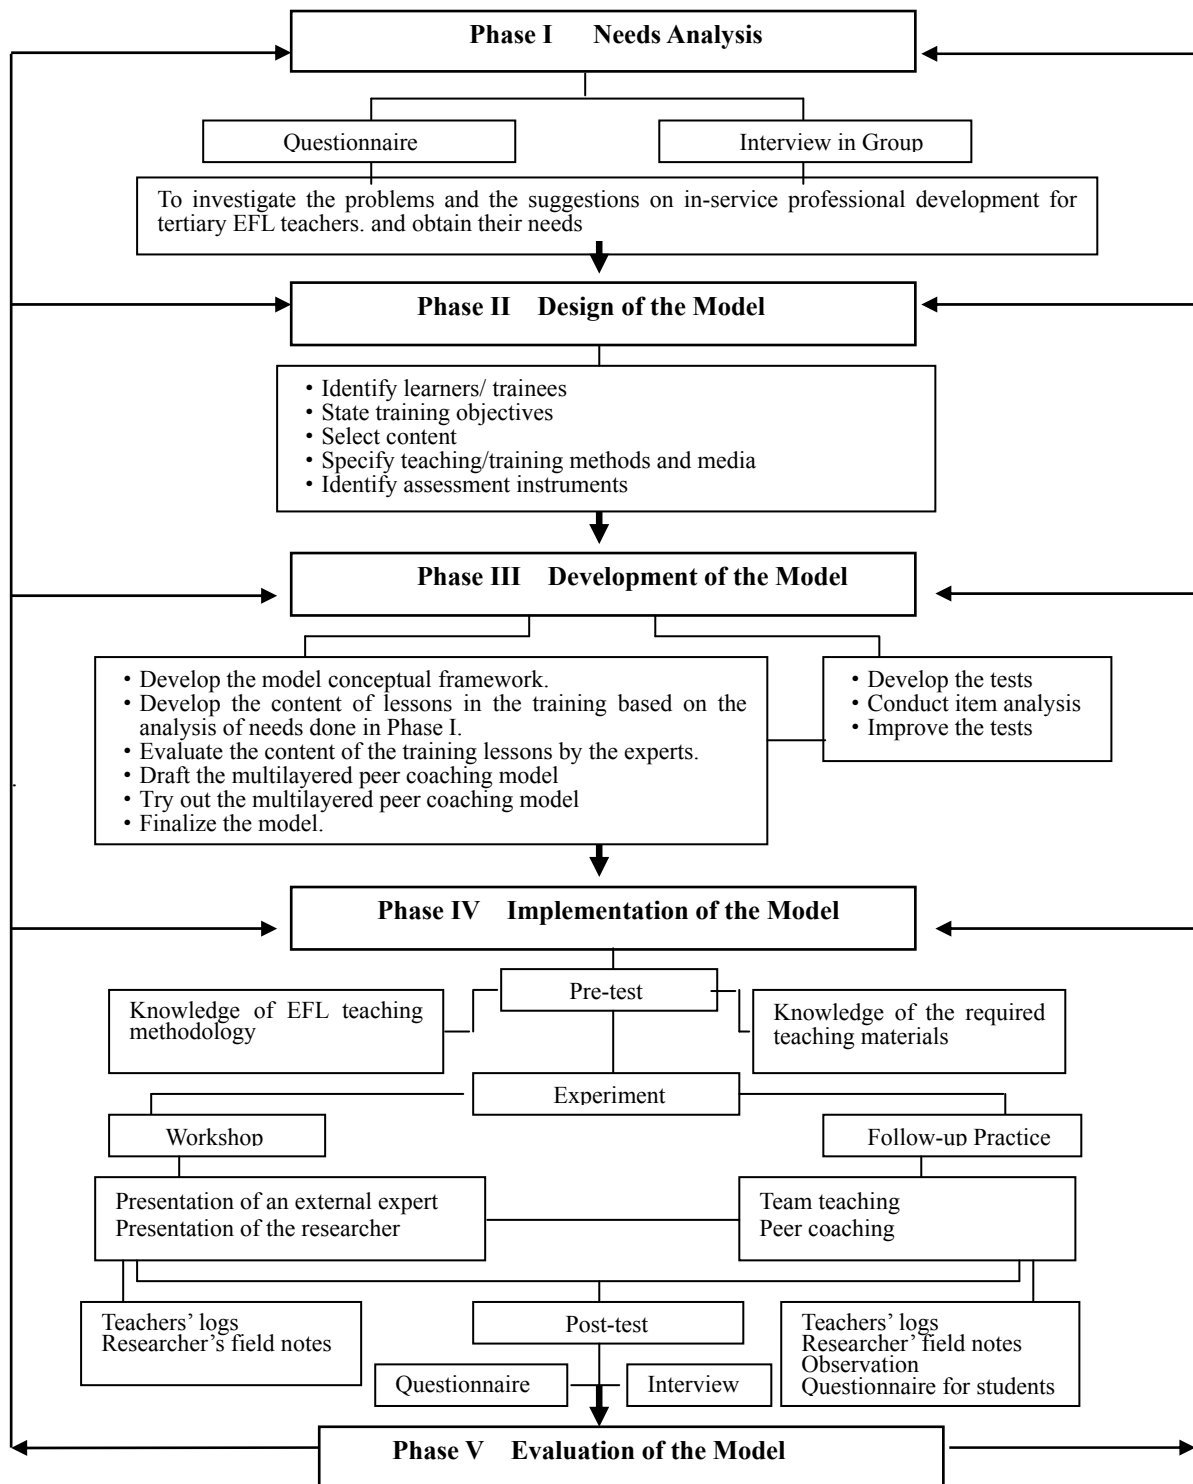 Phase I Needs Analysis
Questionnaire
Interview in Group
To investigate the problems and the suggestions on in-service professional development for
tertiary EFL teachers. and obtain their needs
Phase II Design of the Model
• Identify learners/ trainees
• State training objectives
• Select content
• Specify teaching/training methods and media
• Identify assessment instruments
Phase III Development of the Model
• Develop the model conceptual framework.
• Develop the content of lessons in the training based on the
analysis of needs done in Phase I.
• Evaluate the content of the training lessons by the experts.
• Draft the multilayered peer coaching model
• Try out the multilayered peer coaching model
• Finalize the model.
• Develop the tests
• Conduct item analysis
• Improve the tests
Phase IV Implementation of the Model
Pre-test
Knowledge of EFL teaching
methodology
Knowledge of the required
teaching materials
Experiment
Workshop
Follow-up Practice
Presentation of an external expert
Presentation of the researcher
Team teaching
Peer coaching
Teachers’ logs
Researcher’s field notes
Post-test
Teachers’ logs
Researcher’ field notes
Observation
Questionnaire for students
Questionnaire
Interview
Phase V Evaluation of the Model